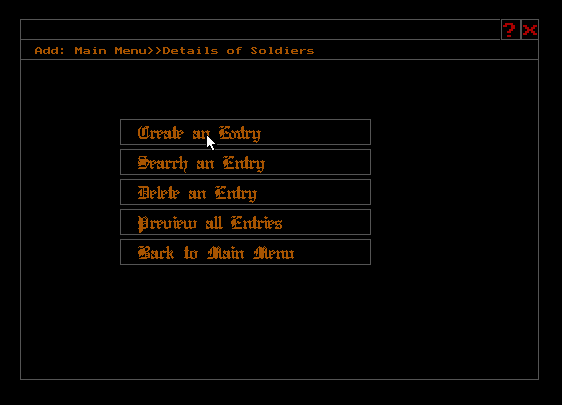 ? X
Add: Main Menu>>Details of Soldiers
Create an Entry
Search an Entry
Delete an Entry
Preview all Entries
Back to Main Menu